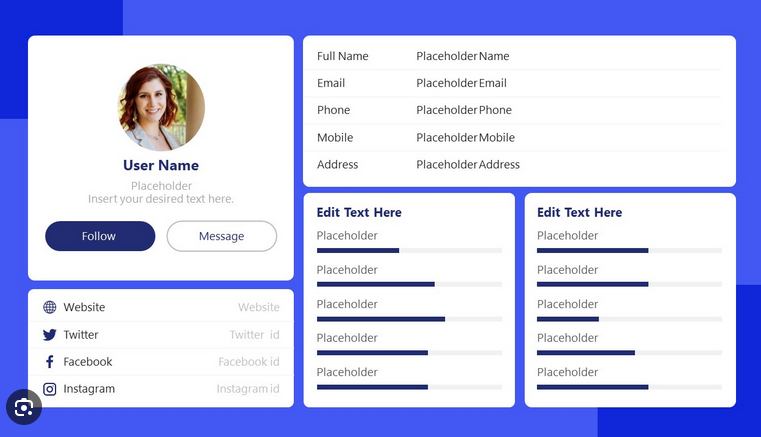 User Name
Placeholder
Insert your desired text here.
Follow
Message
Website Website
Twitter Twitter id
Facebook Facebook id
Instagram Instagram id
Full Name Placeholder Name
Email Placeholder Email
Phone Placeholder Phone
Mobile Placeholder Mobile
Address Placeholder Address
Edit Text Here
Placeholder
Placeholder
Placeholder
Placeholder
Placeholder
Edit Text Here
Placeholder
Placeholder
Placeholder
Placeholder
Placeholder